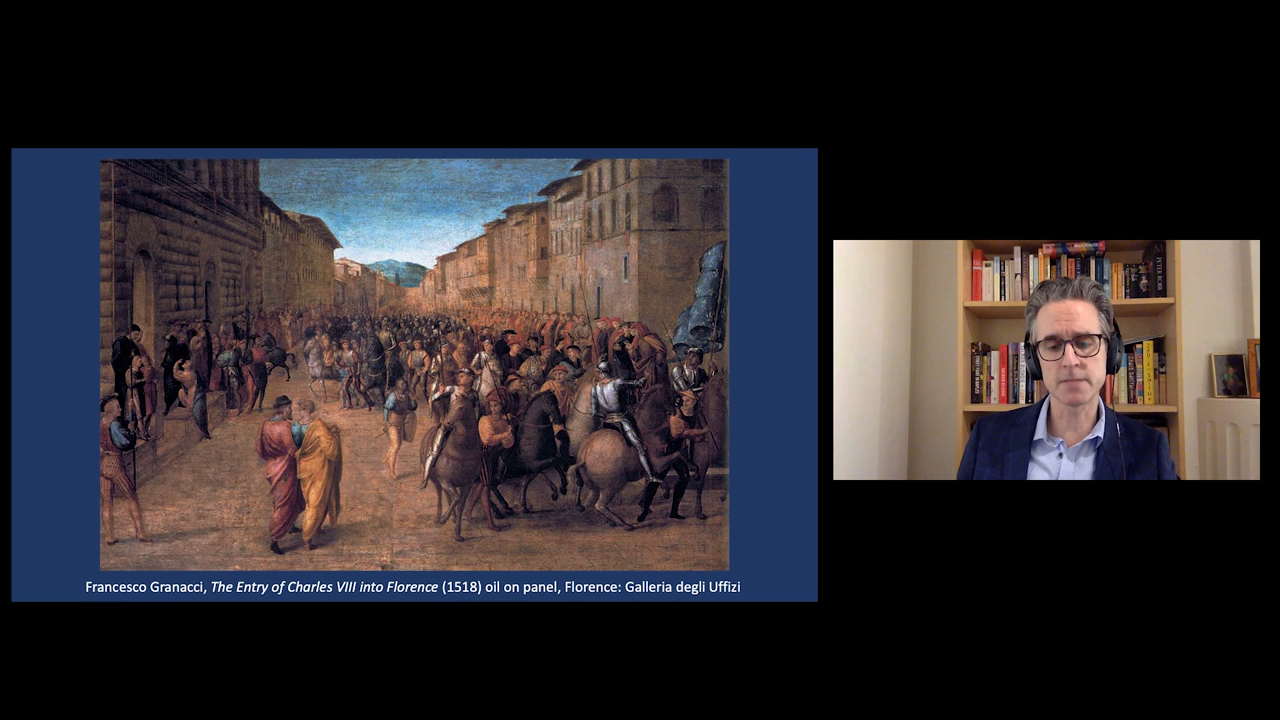 Francesco Granacci, The Entry of Charles VIII into Florence (1518) oil on panel, Florence: Galleria degli Uffizi